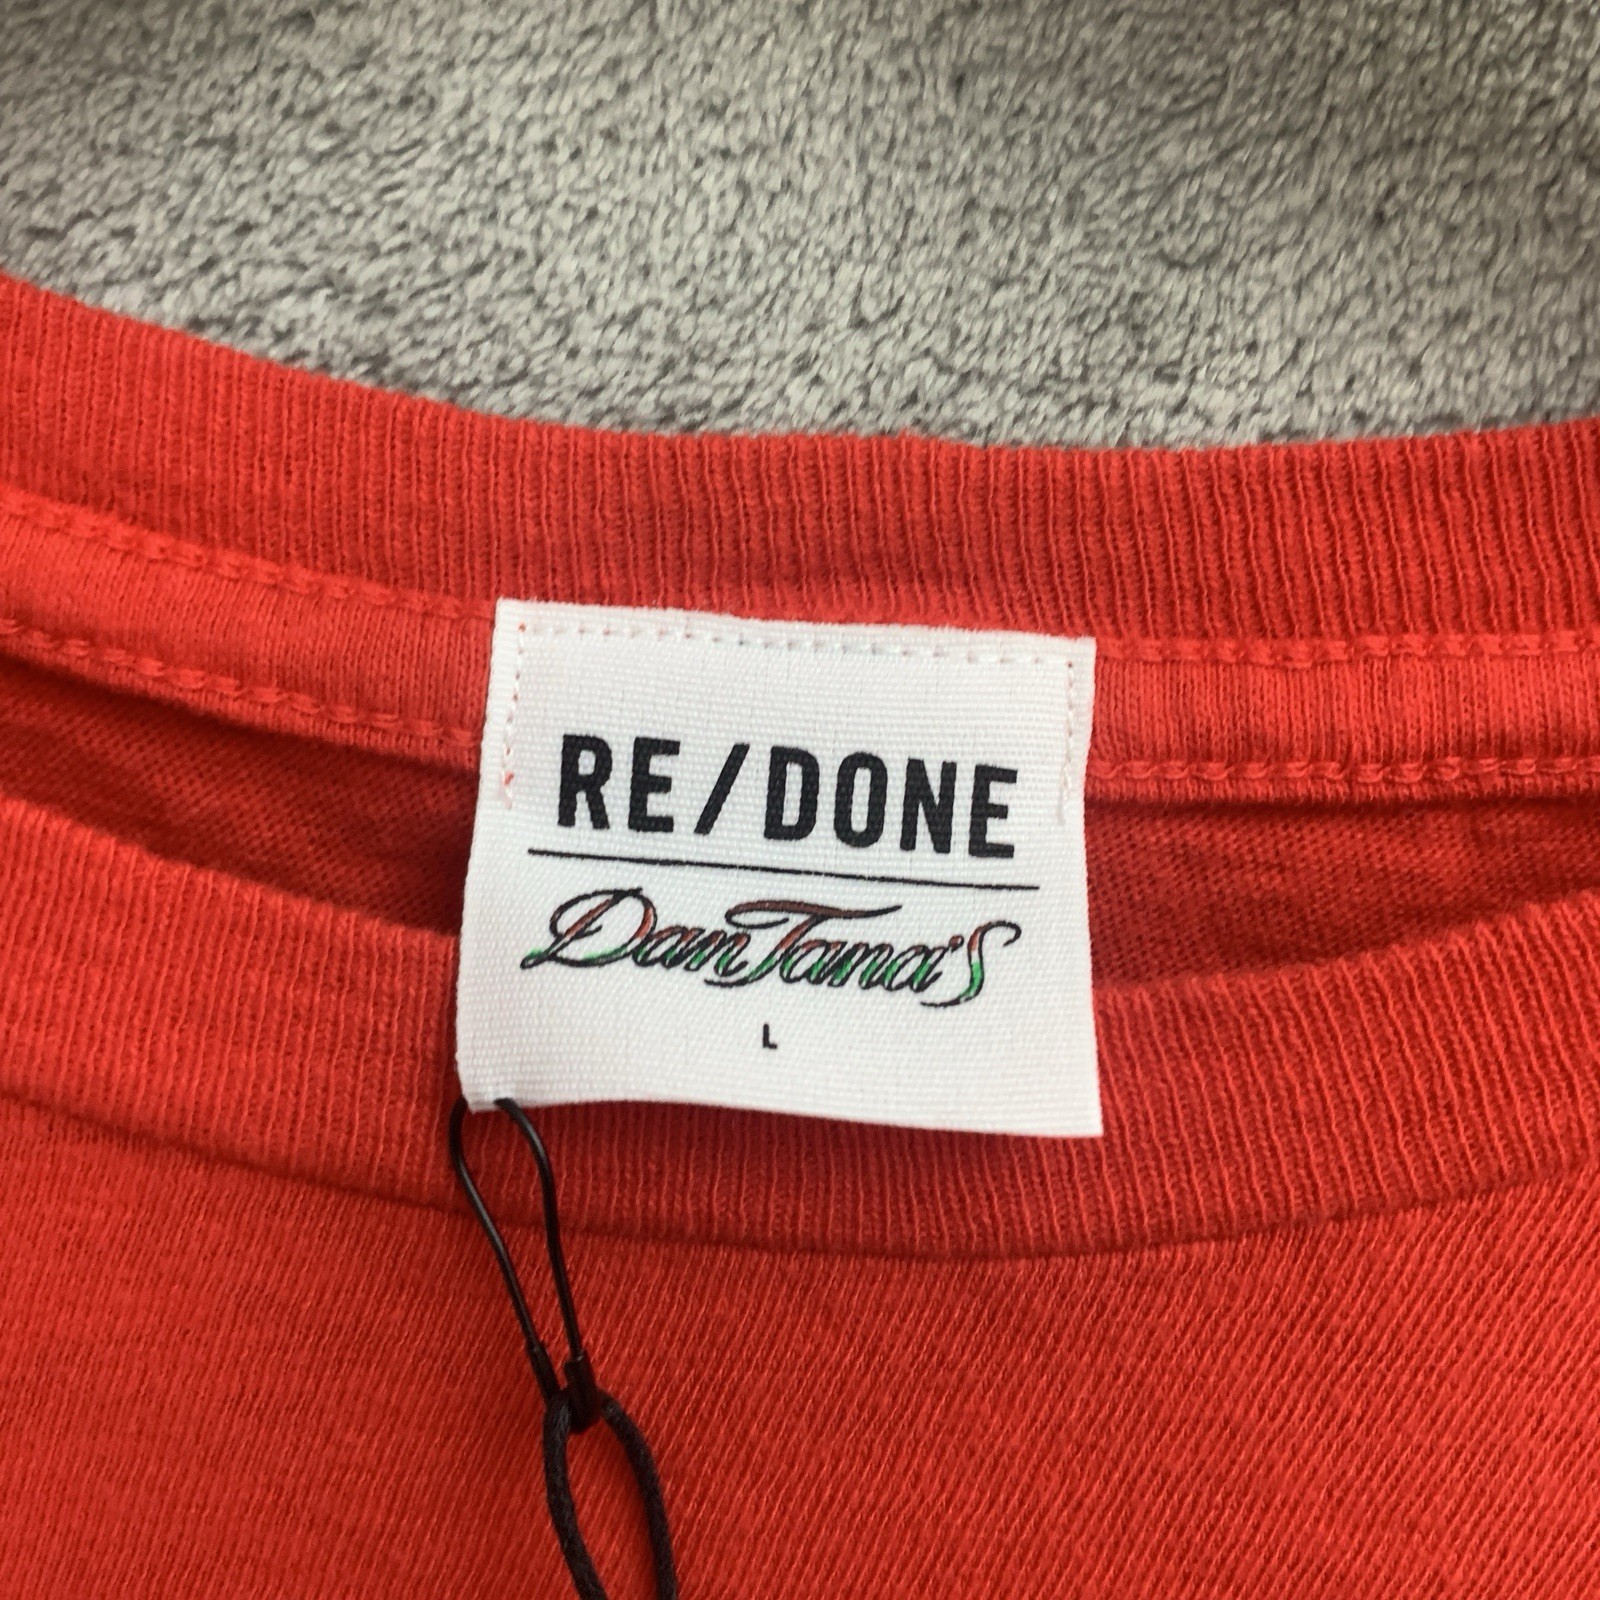 RE/DONE
Dan Tana's
L